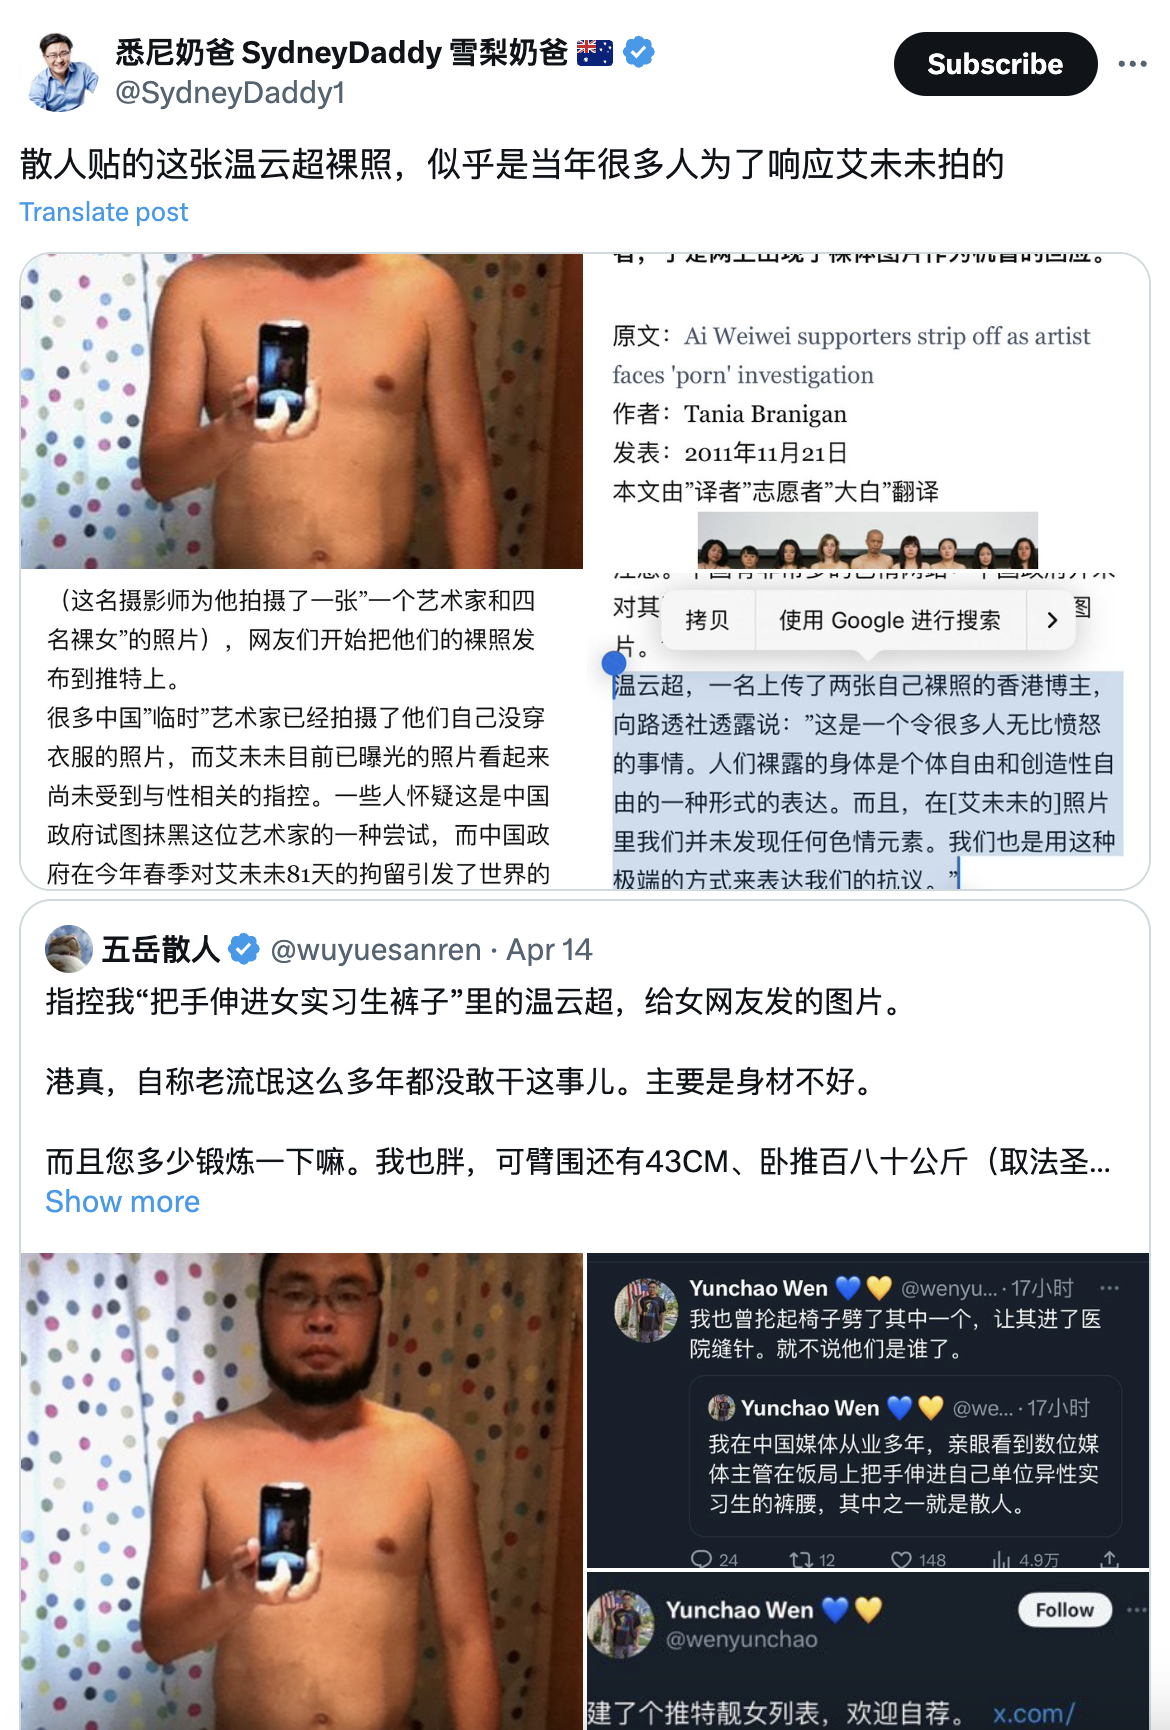 悉尼奶爸 SydneyDaddy 雪梨奶爸 🇦🇺
@SydneyDaddy1
Subscribe
散人贴的这张温云超裸照，似乎是当年很多人为了响应艾未未拍的
Translate post
（这名摄影师为他拍摄了一张”一个艺术家和四
名裸女”的照片），网友们开始把他们的裸照发
布到推特上。
很多中国”临时”艺术家已经拍摄了他们自己没穿
衣服的照片，而艾未未目前已曝光的照片看起来
尚未受到与性相关的指控。一些人怀疑这是中国
政府试图抹黑这位艺术家的一种尝试，而中国政
府在今年春季对艾未未81天的拘留引发了世界的
者，于是网上出现了裸体图片作为机智的回应。
原文：Ai Weiwei supporters strip off as artist
faces 'porn' investigation
作者：Tania Branigan
发表：2011年11月21日
本文由”译者”志愿者”大白”翻译
对其
图
片。
拷贝
使用 Google 进行搜索
温云超，一名上传了两张自己裸照的香港博主，
向路透社透露说：”这是一个令很多人无比愤怒
的事情。人们裸露的身体是个体自由和创造性自
由的一种形式的表达。而且，在[艾未未的]照片
里我们并未发现任何色情元素。我们也是用这种
极端的方式来表达我们的抗议。”
五岳散人 @wuyuesanren · Apr 14
指控我“把手伸进女实习生裤子”里的温云超，给女网友发的图片。
港真，自称老流氓这么多年都没敢干这事儿。主要是身材不好。
而且您多少锻炼一下嘛。我也胖，可臂围还有43CM、卧推百八十公斤（取法圣...
Show more
Yunchao Wen 💙💛 @wenyu... · 17小时
我也曾抡起椅子劈了其中一个，让其进了医
院缝针。就不说他们是谁了。
Yunchao Wen 💙💛 @we... · 17小时
我在中国媒体从业多年，亲眼看到数位媒
体主管在饭局上把手伸进自己单位异性实
习生的裤腰，其中之一就是散人。
24 12 148 4.9万
Yunchao Wen 💙💛
@wenyunchao
Follow
建了个推特靓女列表，欢迎自荐。 x.com/